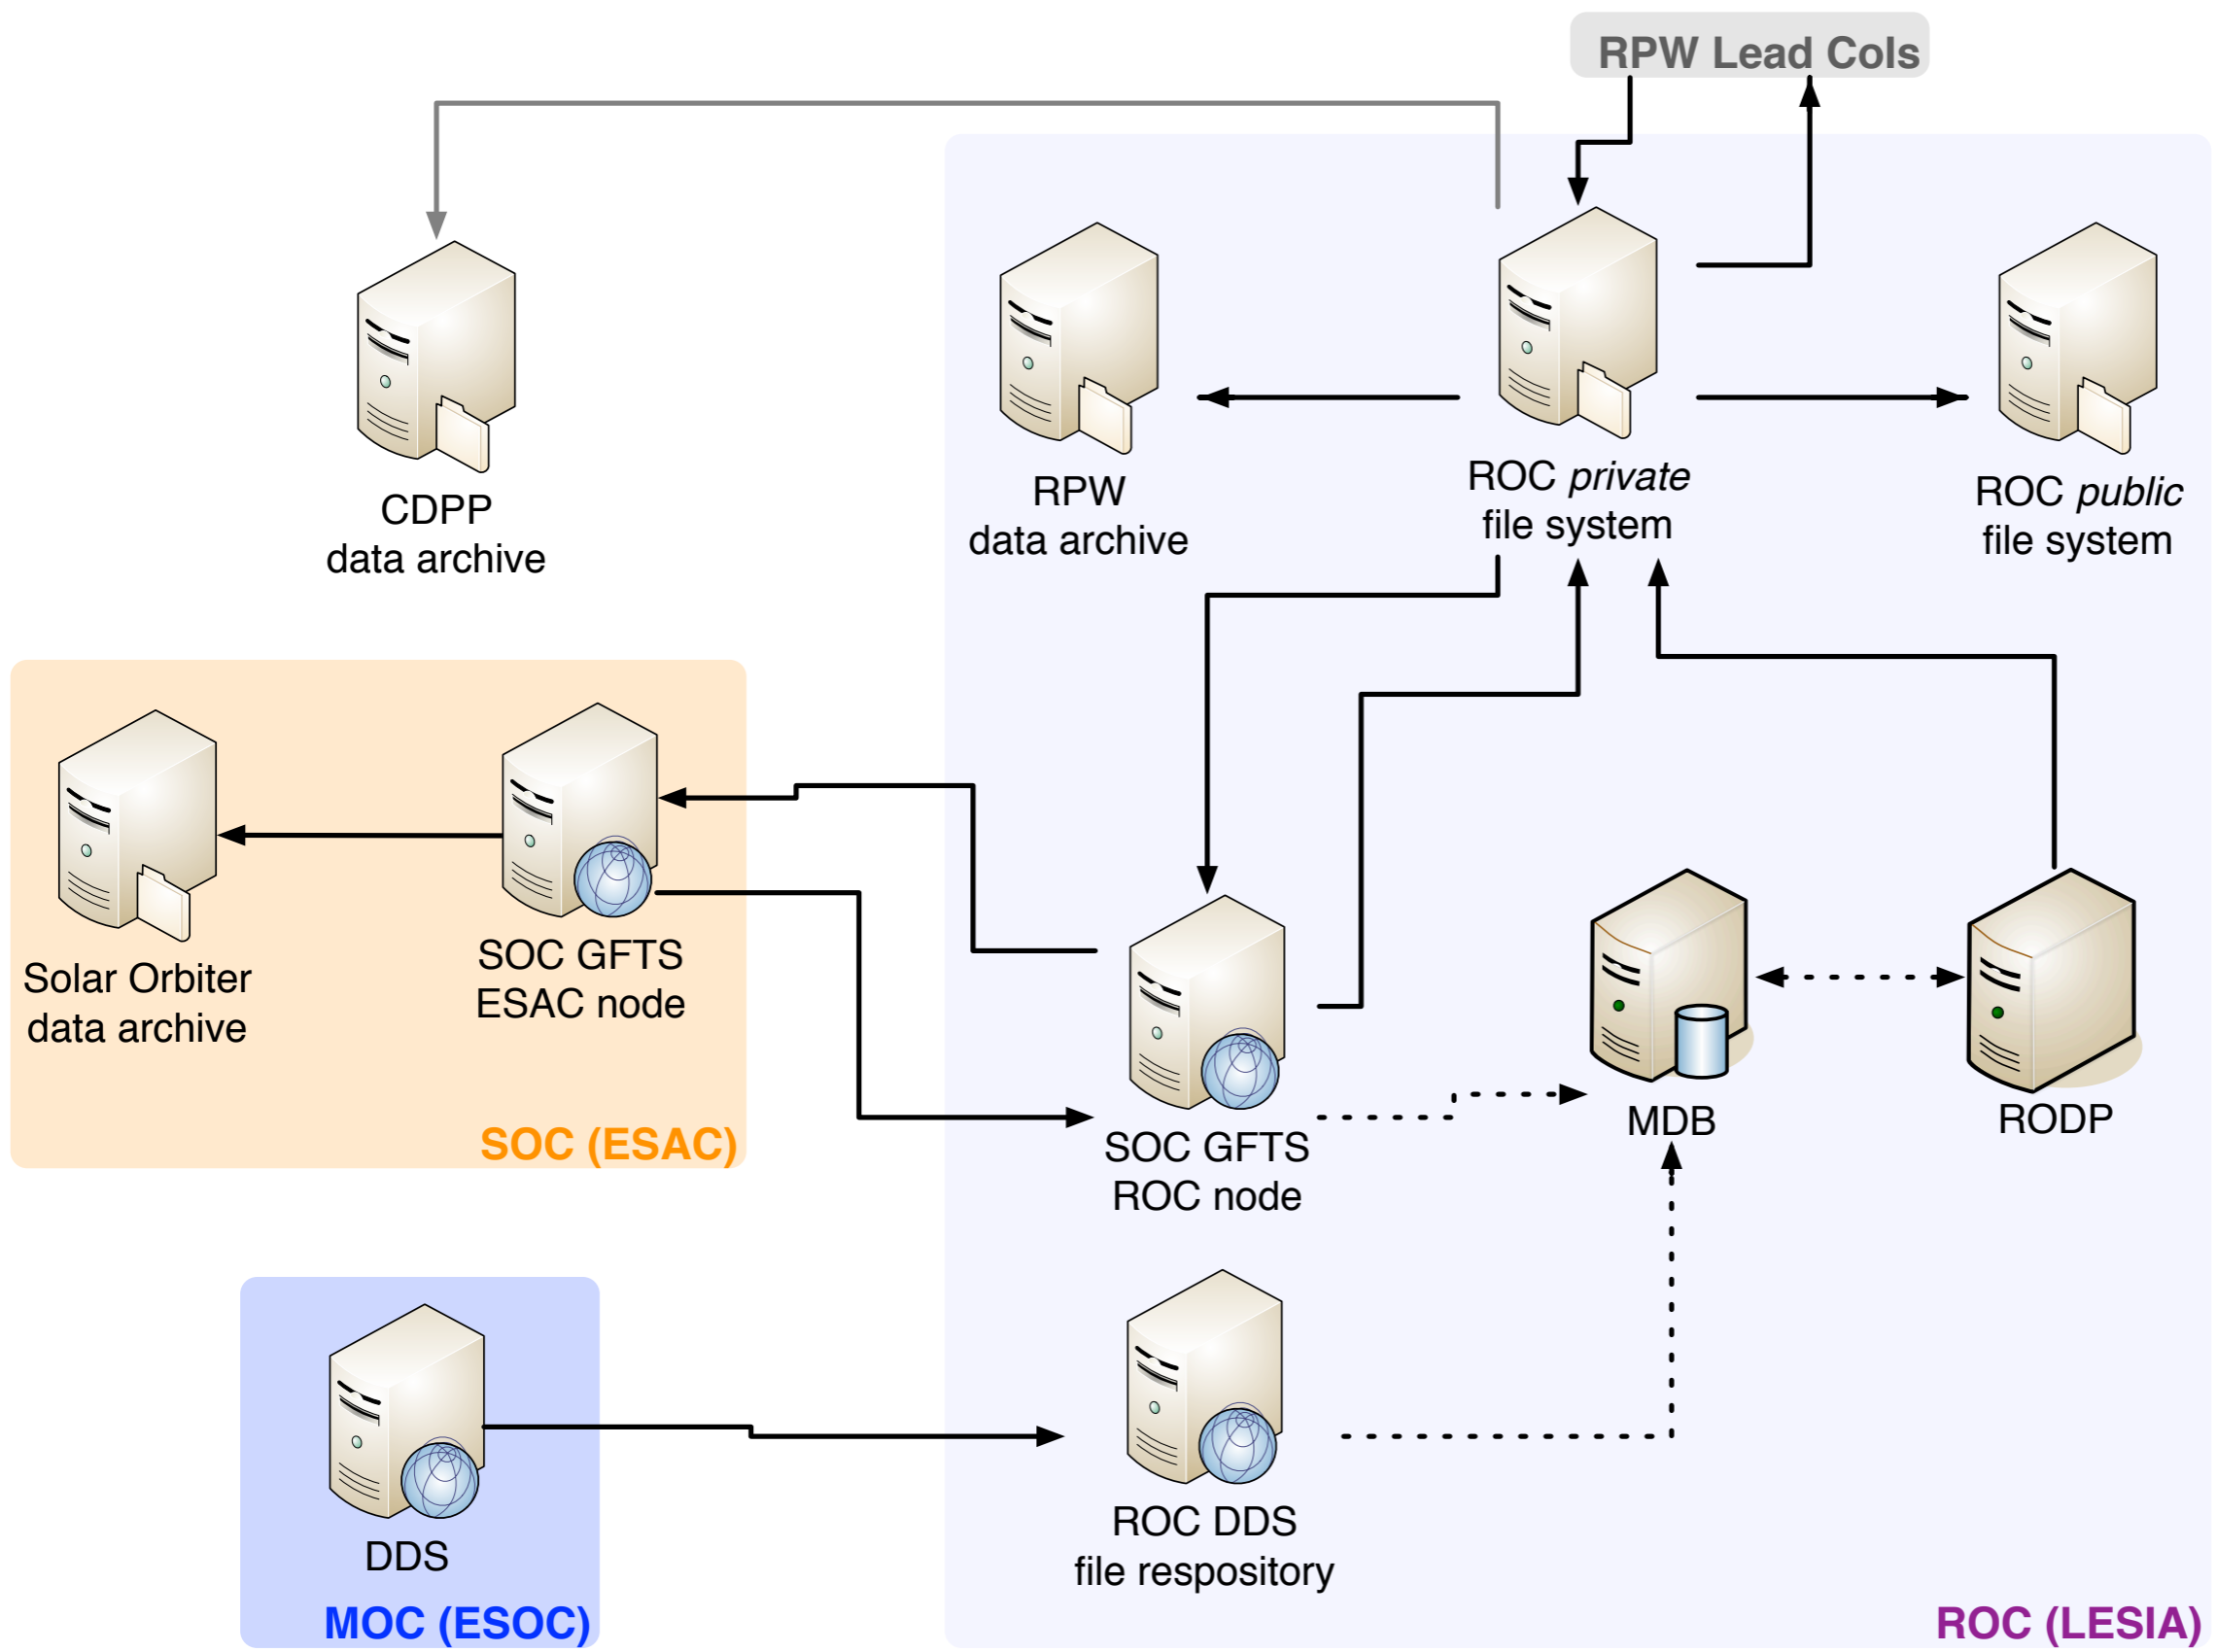 RPW Lead CoIs
CDPP
data archive
RPW
data archive
ROC private
file system
ROC public
file system
Solar Orbiter
data archive
SOC GFTS
ESAC node
SOC (ESAC)
SOC GFTS
ROC node
MDB
RODP
DDS
MOC (ESOC)
ROC DDS
file respository
ROC (LESIA)